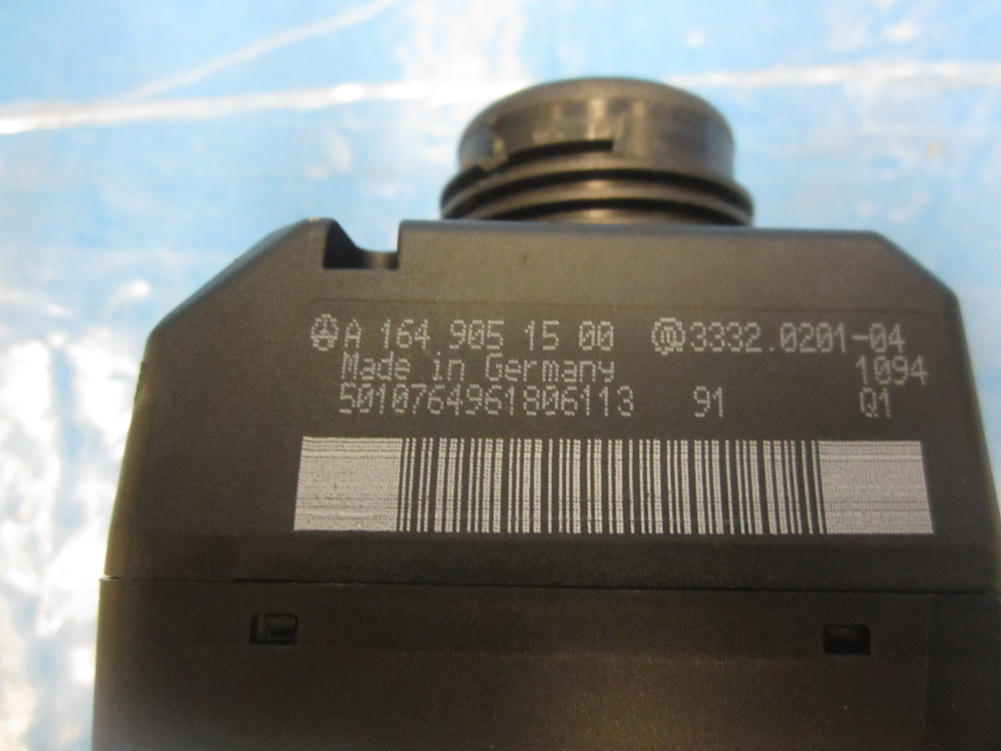 A 164 905 15 00 @3332.0201-04
Made in Germany 1094
5010764961806113 91 Q1